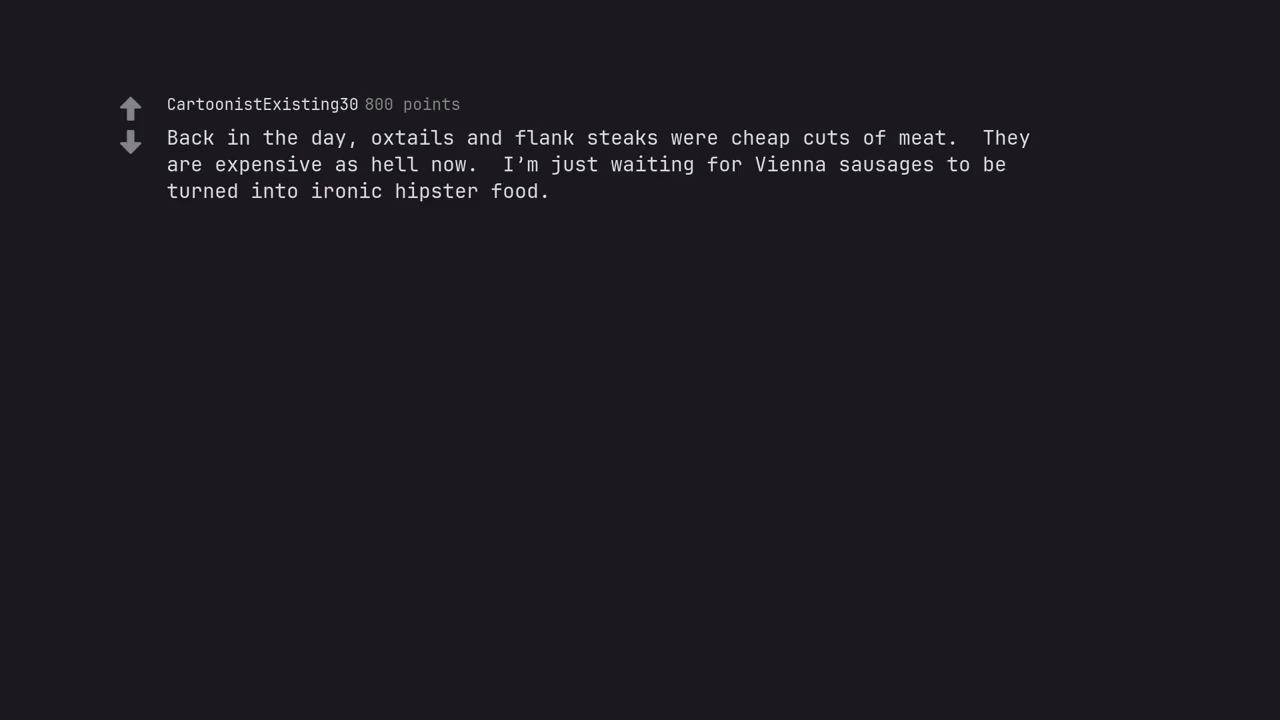 CartoonistExisting30 800 points
Back in the day, oxtails and flank steaks were cheap cuts of meat.  They
are expensive as hell now.  I’m just waiting for Vienna sausages to be
turned into ironic hipster food.